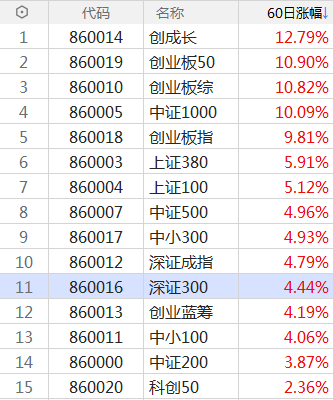 代码 名称 60日涨幅↓
1 860014 创成长 12.79%
2 860019 创业板50 10.90%
3 860010 创业板综 10.82%
4 860005 中证1000 10.09%
5 860018 创业板指 9.81%
6 860003 上证380 5.91%
7 860004 上证100 5.12%
8 860007 中证500 4.96%
9 860017 中小300 4.93%
10 860012 深证成指 4.79%
11 860016 深证300 4.44%
12 860013 创业蓝筹 4.19%
13 860011 中小100 4.06%
14 860000 中证200 3.87%
15 860020 科创50 2.36%